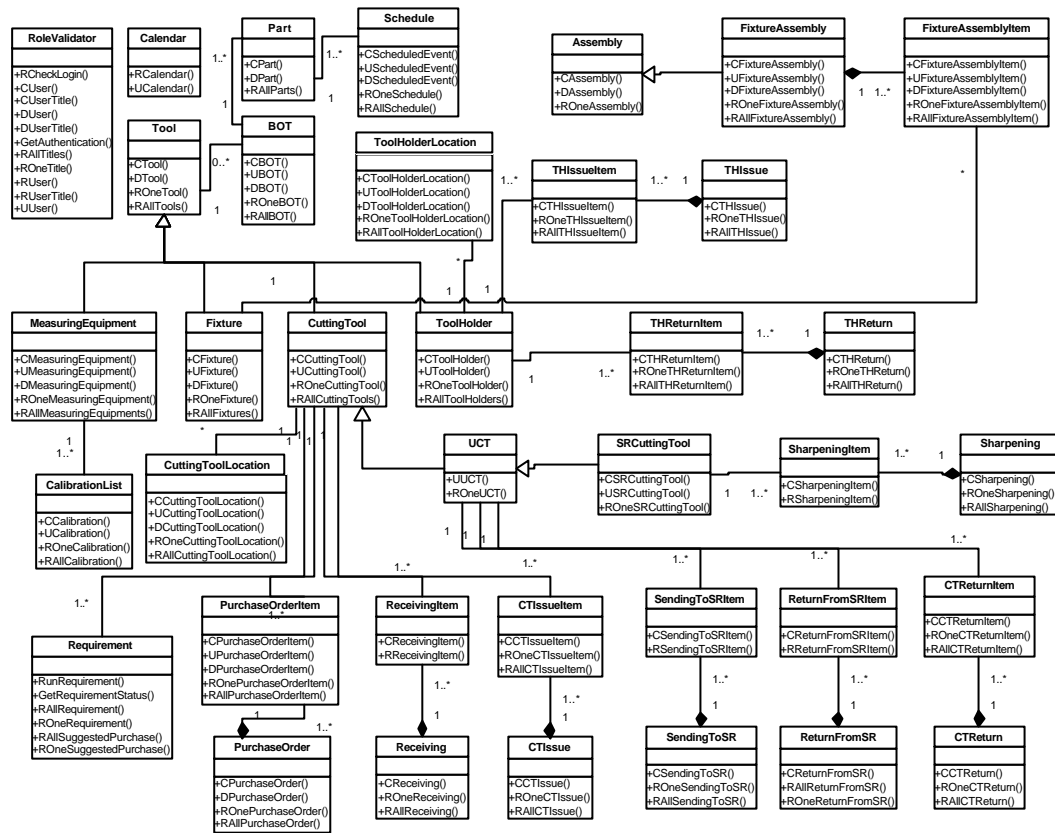 RoleValidator
+RCheckLogin()
+CUser()
+CUserTitle()
+DUser()
+DUserTitle()
+GetAuthentication()
+RAllTitles()
+ROneTitle()
+RUser()
+RUserTitle()
+UUser()
Calendar
+RCalendar()
+UCalendar()
Part
+CPart()
+DPart()
+RAllParts()
1..*
1
1..*
1
Schedule
+CScheduledEvent()
+UScheduledEvent()
+DScheduledEvent()
+ROneSchedule()
+RAllSchedule()
Assembly
+CAssembly()
+DAssembly()
+ROneAssembly()
FixtureAssembly
+CFixtureAssembly()
+UFixtureAssembly()
+DFixtureAssembly()
+ROneFixtureAssembly()
+RAllFixtureAssembly()
1
1..*
FixtureAssemblyItem
+CFixtureAssemblyItem()
+UFixtureAssemblyItem()
+DFixtureAssemblyItem()
+ROneFixtureAssemblyItem()
+RAllFixtureAssemblyItem()
*
Tool
+CTool()
+DTool()
+ROneTool()
+RAllTools()
0..*
1
BOT
+CBOT()
+UBOT()
+DBOT()
+ROneBOT()
+RAllBOT()
ToolHolderLocation
+CToolHolderLocation()
+UToolHolderLocation()
+DToolHolderLocation()
+ROneToolHolderLocation()
+RAllToolHolderLocation()
*
1..*
THIssueItem
+CTHIssueItem()
+ROneTHIssueItem()
+RAllTHIssueItem()
1..*
1
THIssue
+CTHIssue()
+ROneTHIssue()
+RAllTHIssue()
1
1
1
MeasuringEquipment
+CMeasuringEquipment()
+UMeasuringEquipment()
+DMeasuringEquipment()
+ROneMeasuringEquipment()
+RAllMeasuringEquipments()
Fixture
+CFixture()
+UFixture()
+DFixture()
+ROneFixture()
+RAllFixtures()
CuttingTool
+CCuttingTool()
+UCuttingTool()
+ROneCuttingTool()
+RAllCuttingTools()
ToolHolder
+CToolHolder()
+UToolHolder()
+ROneToolHolder()
+RAllToolHolders()
1
1..*
THReturnItem
+CTHReturnItem()
+ROneTHReturnItem()
+RAllTHReturnItem()
1..*
1
THReturn
+CTHReturn()
+ROneTHReturn()
+RAllTHReturn()
1
1..*
*
1
1
1
1
1
1
CalibrationList
+CCalibration()
+UCalibration()
+ROneCalibration()
+RAllCalibration()
CuttingToolLocation
+CCuttingToolLocation()
+UCuttingToolLocation()
+DCuttingToolLocation()
+ROneCuttingToolLocation()
+RAllCuttingToolLocation()
UCT
+UUCT()
+ROneUCT()
SRCuttingTool
+CSRCuttingTool()
+USRCuttingTool()
+ROneSRCuttingTool()
1
1..*
SharpeningItem
+CSharpeningItem()
+RSharpeningItem()
1..*
1
Sharpening
+CSharpening()
+ROneSharpening()
+RAllSharpening()
1
1
1
1
1..*
1..*
1..*
1..*
1..*
1..*
1..*
Requirement
+RunRequirement()
+GetRequirementStatus()
+RAllRequirement()
+ROneRequirement()
+RAllSuggestedPurchase()
+ROneSuggestedPurchase()
PurchaseOrderItem
1..*
+CPurchaseOrderItem()
+UPurchaseOrderItem()
+DPurchaseOrderItem()
+ROnePurchaseOrderItem()
+RAllPurchaseOrderItem()
ReceivingItem
+CReceivingItem()
+RReceivingItem()
CTIssueItem
+CCTIssueItem()
+ROneCTIssueItem()
+RAllCTIssueItem()
SendingToSRItem
+CSendingToSRItem()
+RSendingToSRItem()
ReturnFromSRItem
+CReturnFromSRItem()
+RReturnFromSRItem()
CTReturnItem
+CCTReturnItem()
+ROneCTReturnItem()
+RAllCTReturnItem()
1
1..*
1..*
1
1..*
1
1..*
1
1..*
1
1..*
1
PurchaseOrder
+CPurchaseOrder()
+DPurchaseOrder()
+ROnePurchaseOrder()
+RAllPurchaseOrder()
Receiving
+CReceiving()
+ROneReceiving()
+RAllReceiving()
CTIssue
+CCTIssue()
+ROneCTIssue()
+RAllCTIssue()
SendingToSR
+CSendingToSR()
+ROneSendingToSR()
+RAllSendingToSR()
ReturnFromSR
+CReturnFromSR()
+RAllReturnFromSR()
+ROneReturnFromSR()
CTReturn
+CCTReturn()
+ROneCTReturn()
+RAllCTReturn()